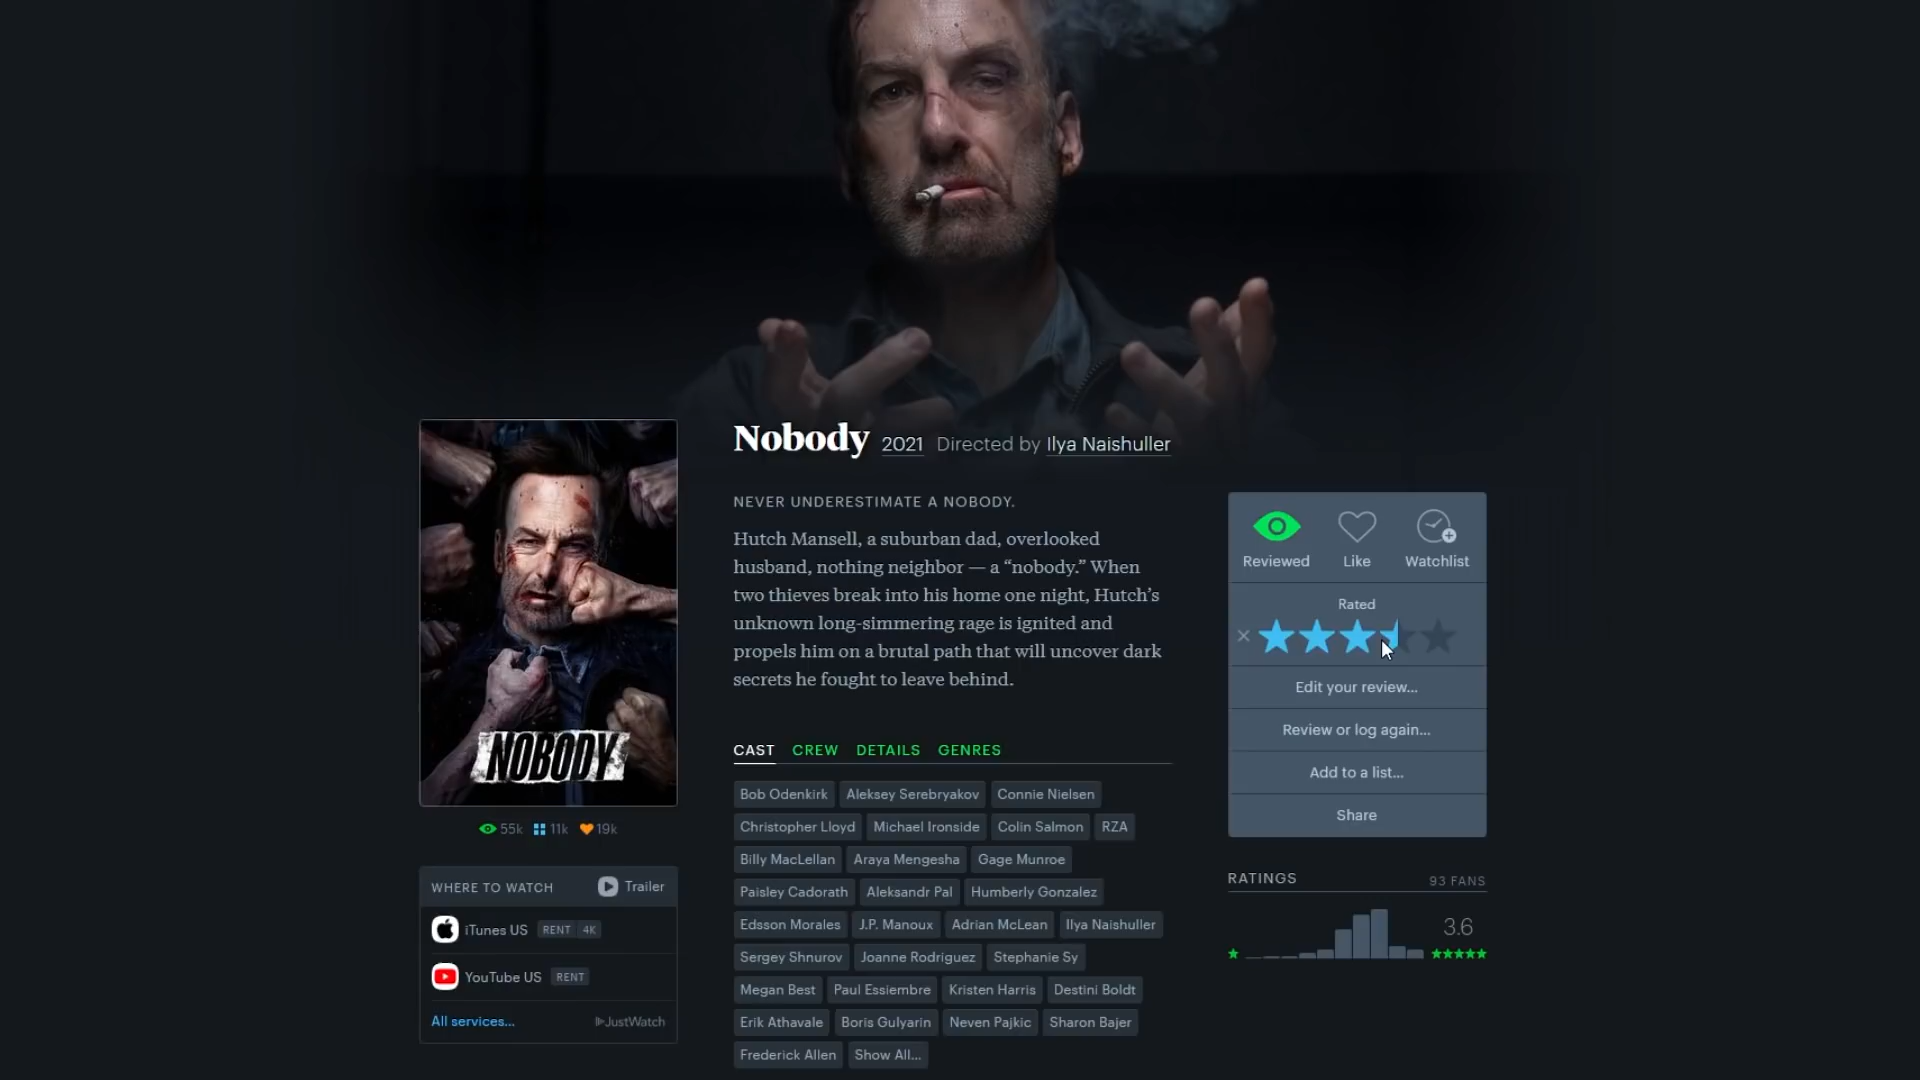 Nobody 2021 Directed by Ilya Naishuller
NEVER UNDERESTIMATE A NOBODY.
Hutch Mansell, a suburban dad, overlooked
husband, nothing neighbor — a “nobody.” When
two thieves break into his home one night, Hutch’s
unknown long-simmering rage is ignited and
propels him on a brutal path that will uncover dark
secrets he fought to leave behind.
NOBODY
55k 11k 19k
WHERE TO WATCH Trailer
iTunes US RENT 4K
YouTube US RENT
All services... JustWatch
CAST CREW DETAILS GENRES
Bob Odenkirk Aleksey Serebryakov Connie Nielsen
Christopher Lloyd Michael Ironside Colin Salmon RZA
Billy MacLellan Araya Mengesha Gage Munroe
Paisley Cadorath Aleksandr Pal Humberly Gonzalez
Edsson Morales J.P. Manoux Adrian McLean Ilya Naishuller
Sergey Shnurov Joanne Rodriguez Stephanie Sy
Megan Best Paul Essiembre Kristen Harris Destini Boldt
Erik Athavale Boris Gulyarin Neven Pajkic Sharon Bajer
Frederick Allen Show All...
Reviewed Like Watchlist
Rated
Edit your review...
Review or log again...
Add to a list...
Share
RATINGS 93 FANS
3.6